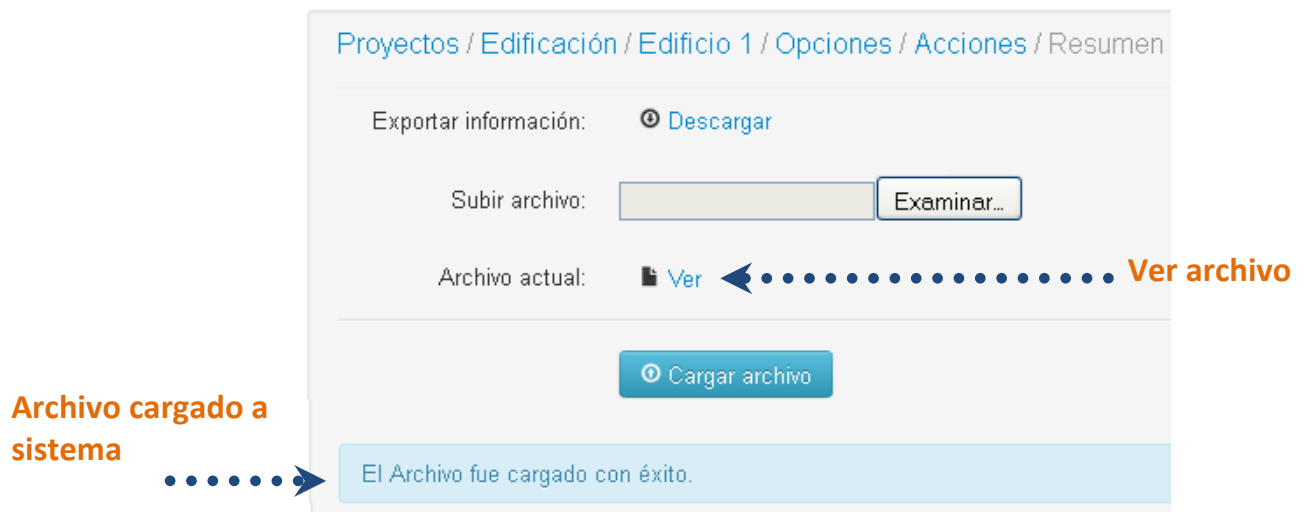 Proyectos / Edificación / Edificio 1 / Opciones / Acciones / Resumen
Exportar información: Descargar
Subir archivo: Examinar...
Archivo actual: Ver
Ver archivo
Cargar archivo
Archivo cargado a
sistema
El Archivo fue cargado con éxito.